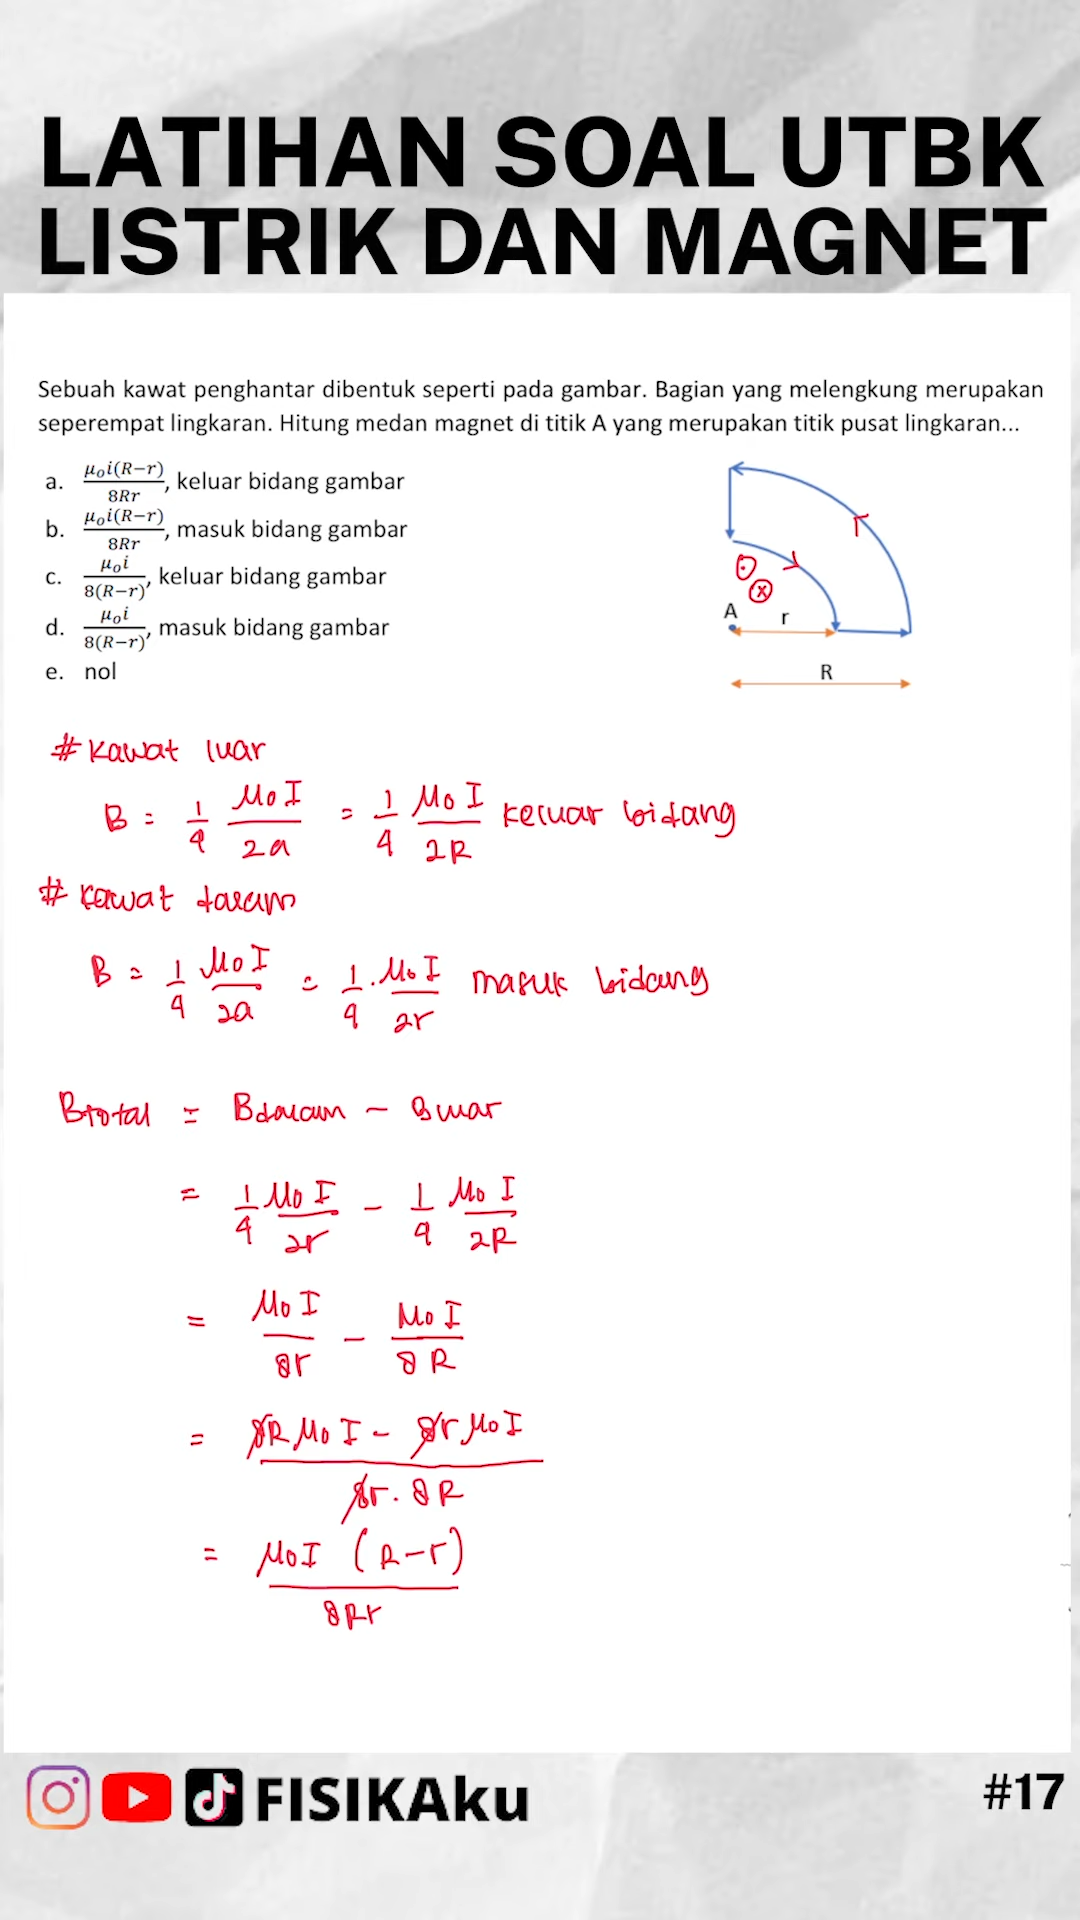 LATIHAN SOAL UTBK
LISTRIK DAN MAGNET
Sebuah kawat penghantar dibentuk seperti pada gambar. Bagian yang melengkung merupakan
seperempat lingkaran. Hitung medan magnet di titik A yang merupakan titik pusat lingkaran...
a. μ₀i(R−r)/8Rr, keluar bidang gambar
b. μ₀i(R−r)/8Rr, masuk bidang gambar
c. μ₀i/8(R−r), keluar bidang gambar
d. μ₀i/8(R−r), masuk bidang gambar
e. nol
A r
R
# Kawat luar
B = 1/4 μ₀I/2a = 1/4 μ₀I/2R keluar bidang
# Kawat dalam
B = 1/4 μ₀I/2a = 1/4 . μ₀I/2r masuk bidang
Btotal = Bdalam − Bluar
= 1/4 μ₀I/2r − 1/4 μ₀I/2R
= μ₀I/8r − μ₀I/8R
= 8Rμ₀I − 8rμ₀I/8r . 8R
= μ₀I (R−r)/8Rr
FISIKAku
#17